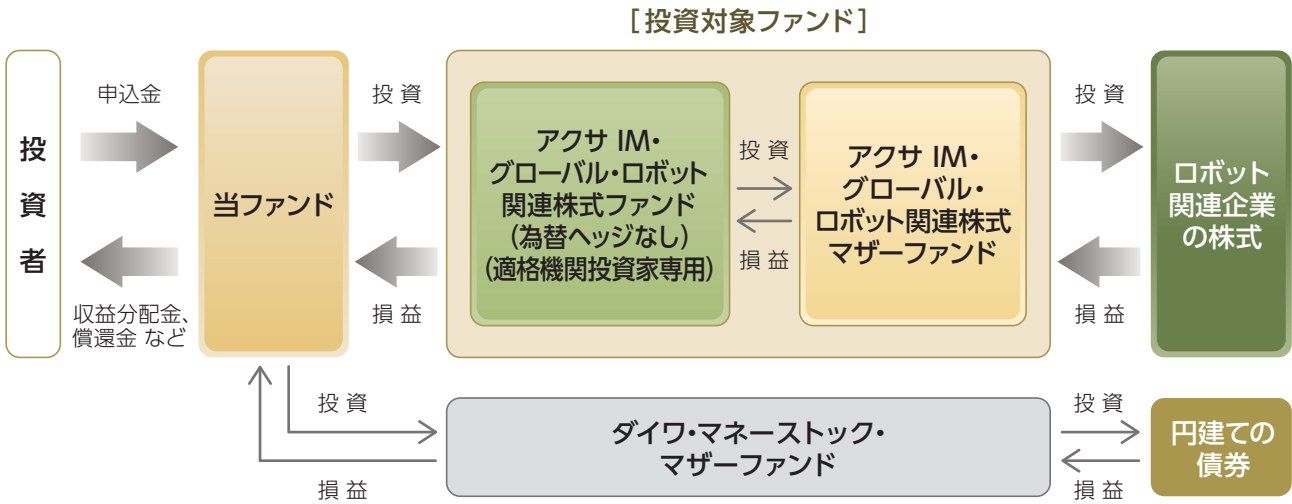 [投資対象ファンド]
投資者
申込金
収益分配金、
償還金 など
当ファンド
投 資
損 益
アクサ IM・
グローバル・ロボット
関連株式ファンド
(為替ヘッジなし)
(適格機関投資家専用)
投 資
損 益
アクサ IM・
グローバル・
ロボット関連株式
マザーファンド
投 資
損 益
ロボット
関連企業
の株式
投 資
損 益
ダイワ・マネーストック・
マザーファンド
投 資
損 益
円建ての
債券